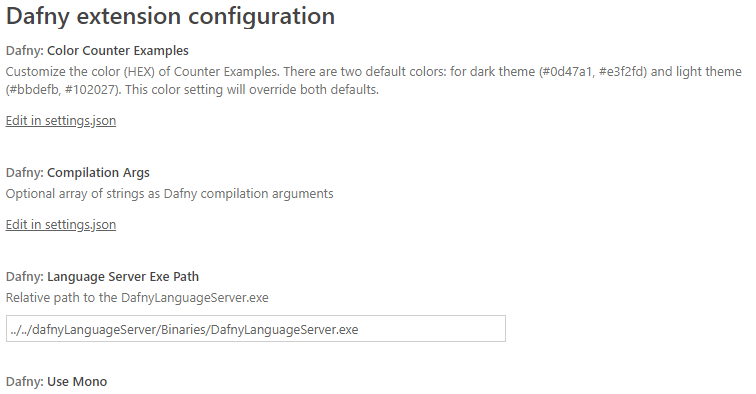 Dafny extension configuration
Dafny: Color Counter Examples
Customize the color (HEX) of Counter Examples. There are two default colors: for dark theme (#0d47a1, #e3f2fd) and light theme
(#bbdefb, #102027). This color setting will override both defaults.
Edit in settings.json
Dafny: Compilation Args
Optional array of strings as Dafny compilation arguments
Edit in settings.json
Dafny: Language Server Exe Path
Relative path to the DafnyLanguageServer.exe
../../dafnyLanguageServer/Binaries/DafnyLanguageServer.exe
Dafny: Use Mono